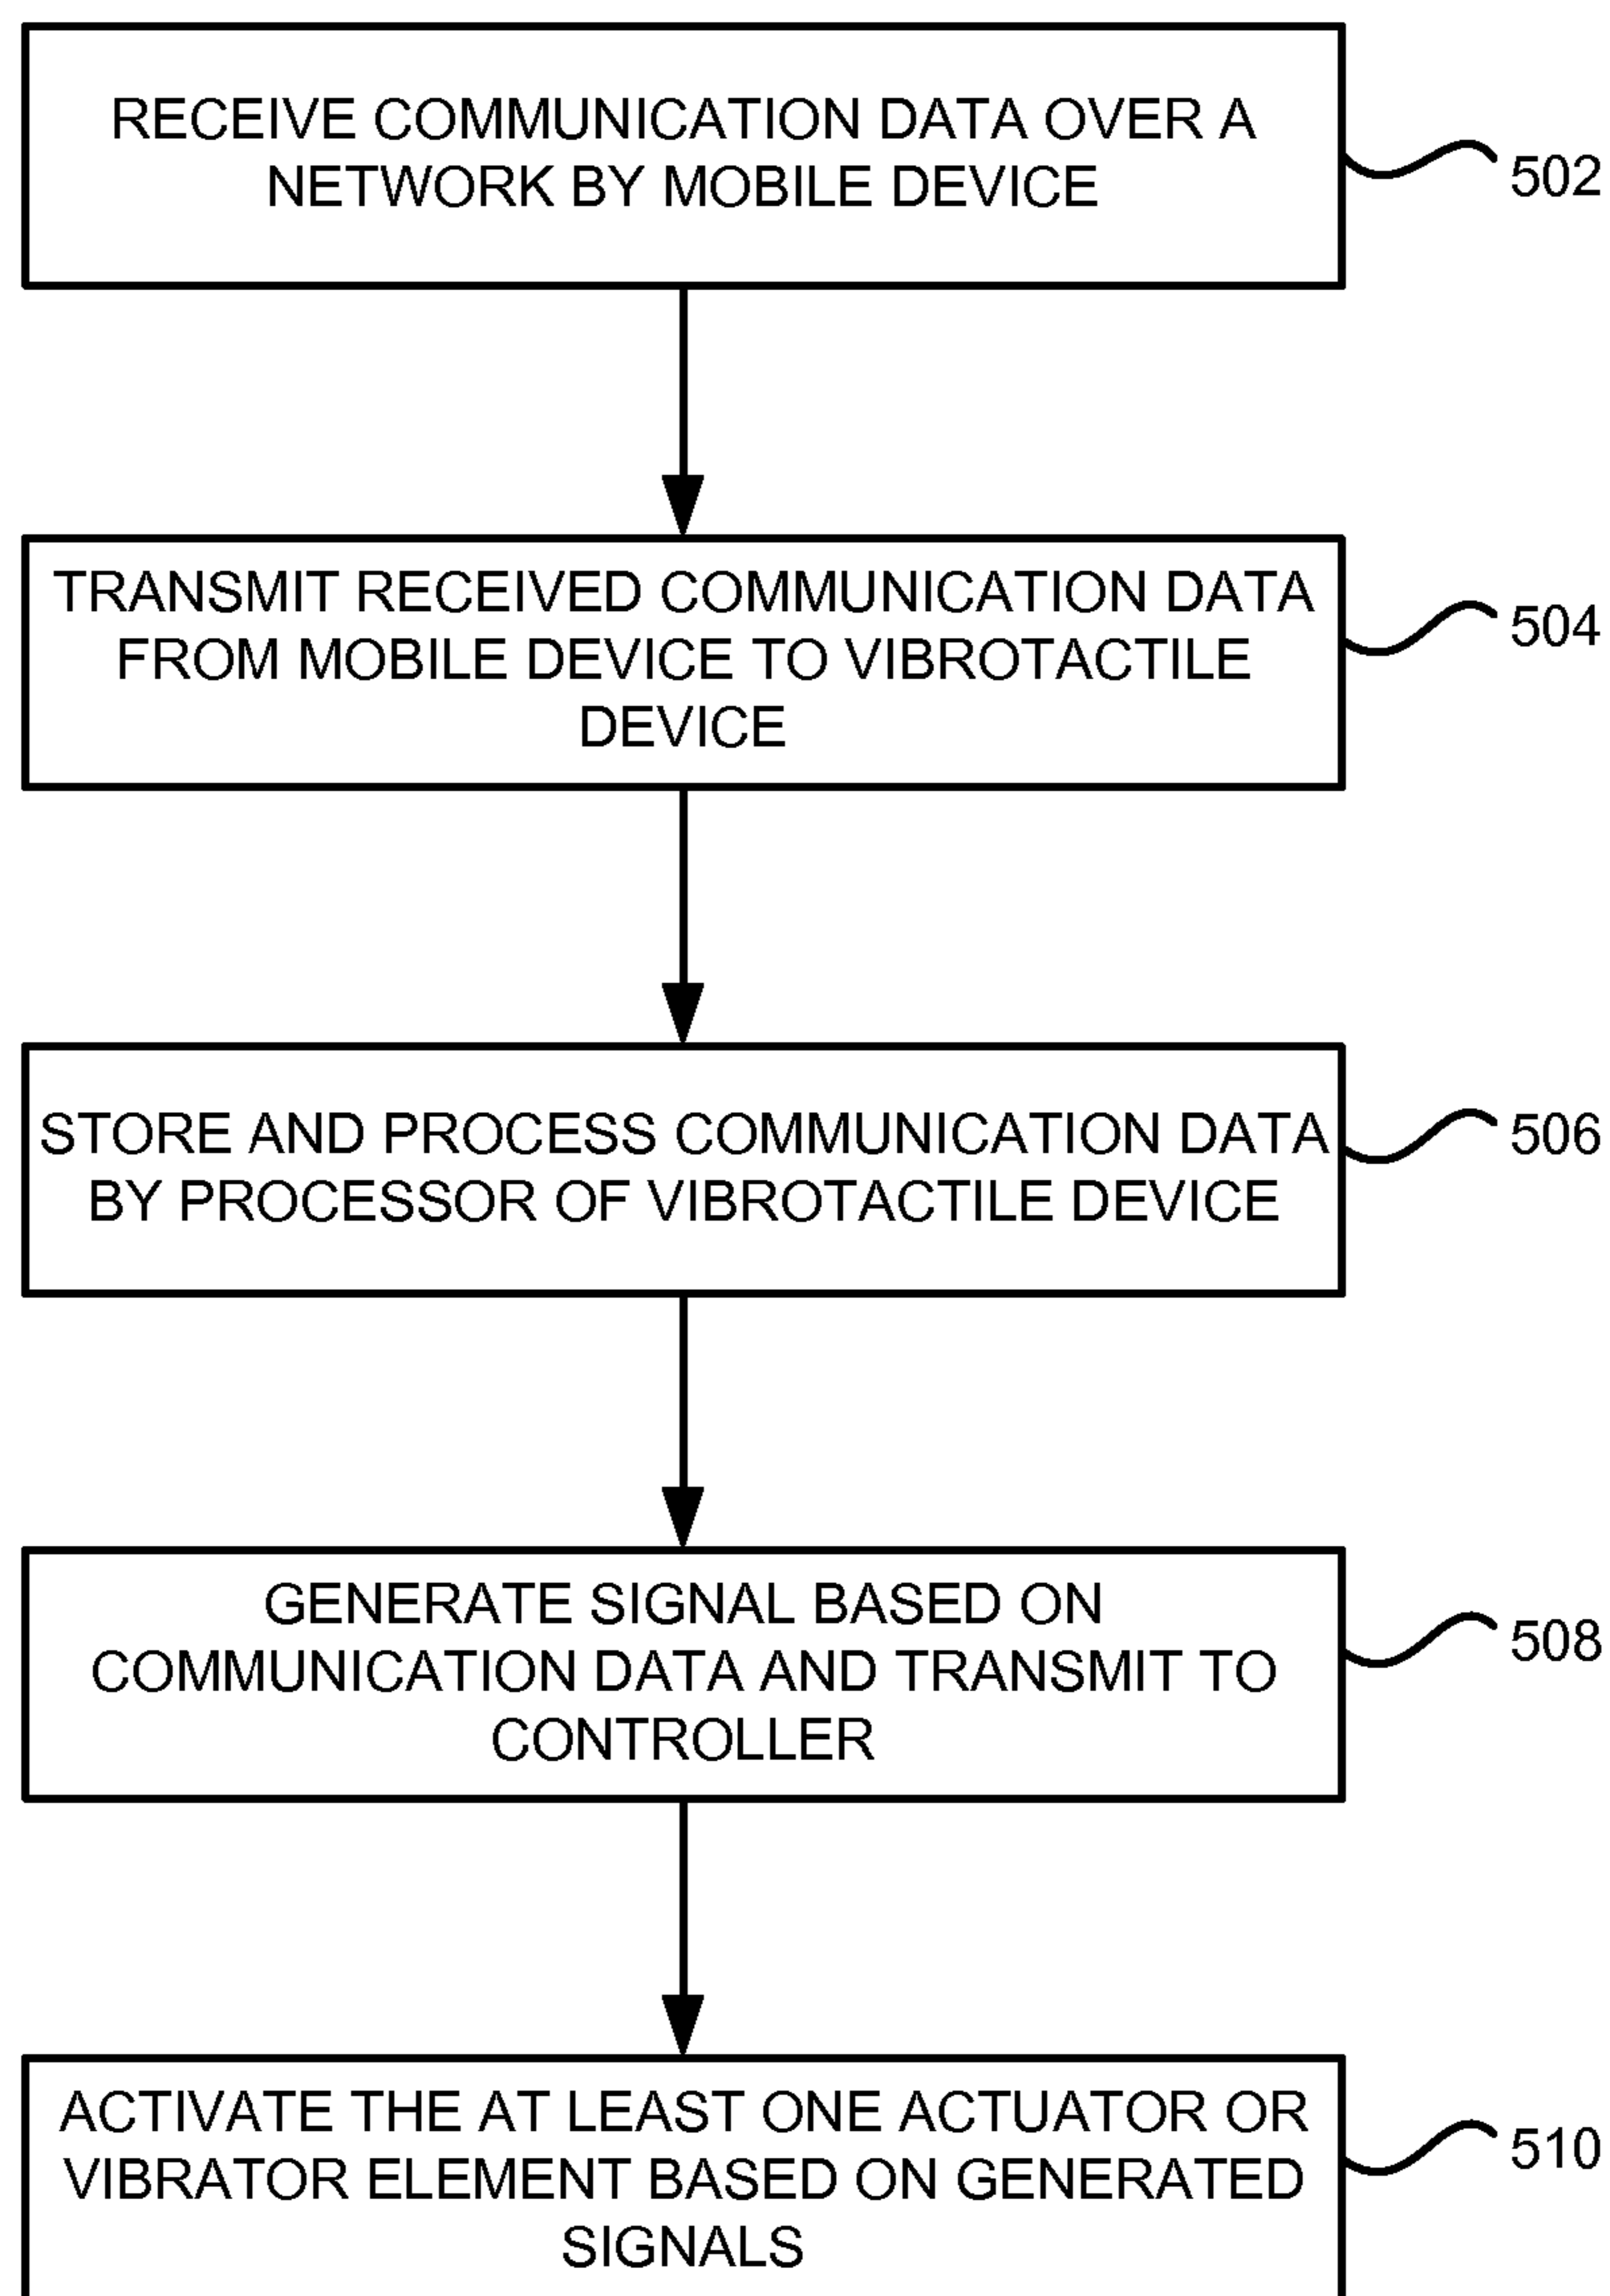 RECEIVE COMMUNICATION DATA OVER A
NETWORK BY MOBILE DEVICE
502
TRANSMIT RECEIVED COMMUNICATION DATA
FROM MOBILE DEVICE TO VIBROTACTILE
DEVICE
504
STORE AND PROCESS COMMUNICATION DATA
BY PROCESSOR OF VIBROTACTILE DEVICE
506
GENERATE SIGNAL BASED ON
COMMUNICATION DATA AND TRANSMIT TO
CONTROLLER
508
ACTIVATE THE AT LEAST ONE ACTUATOR OR
VIBRATOR ELEMENT BASED ON GENERATED
SIGNALS
510